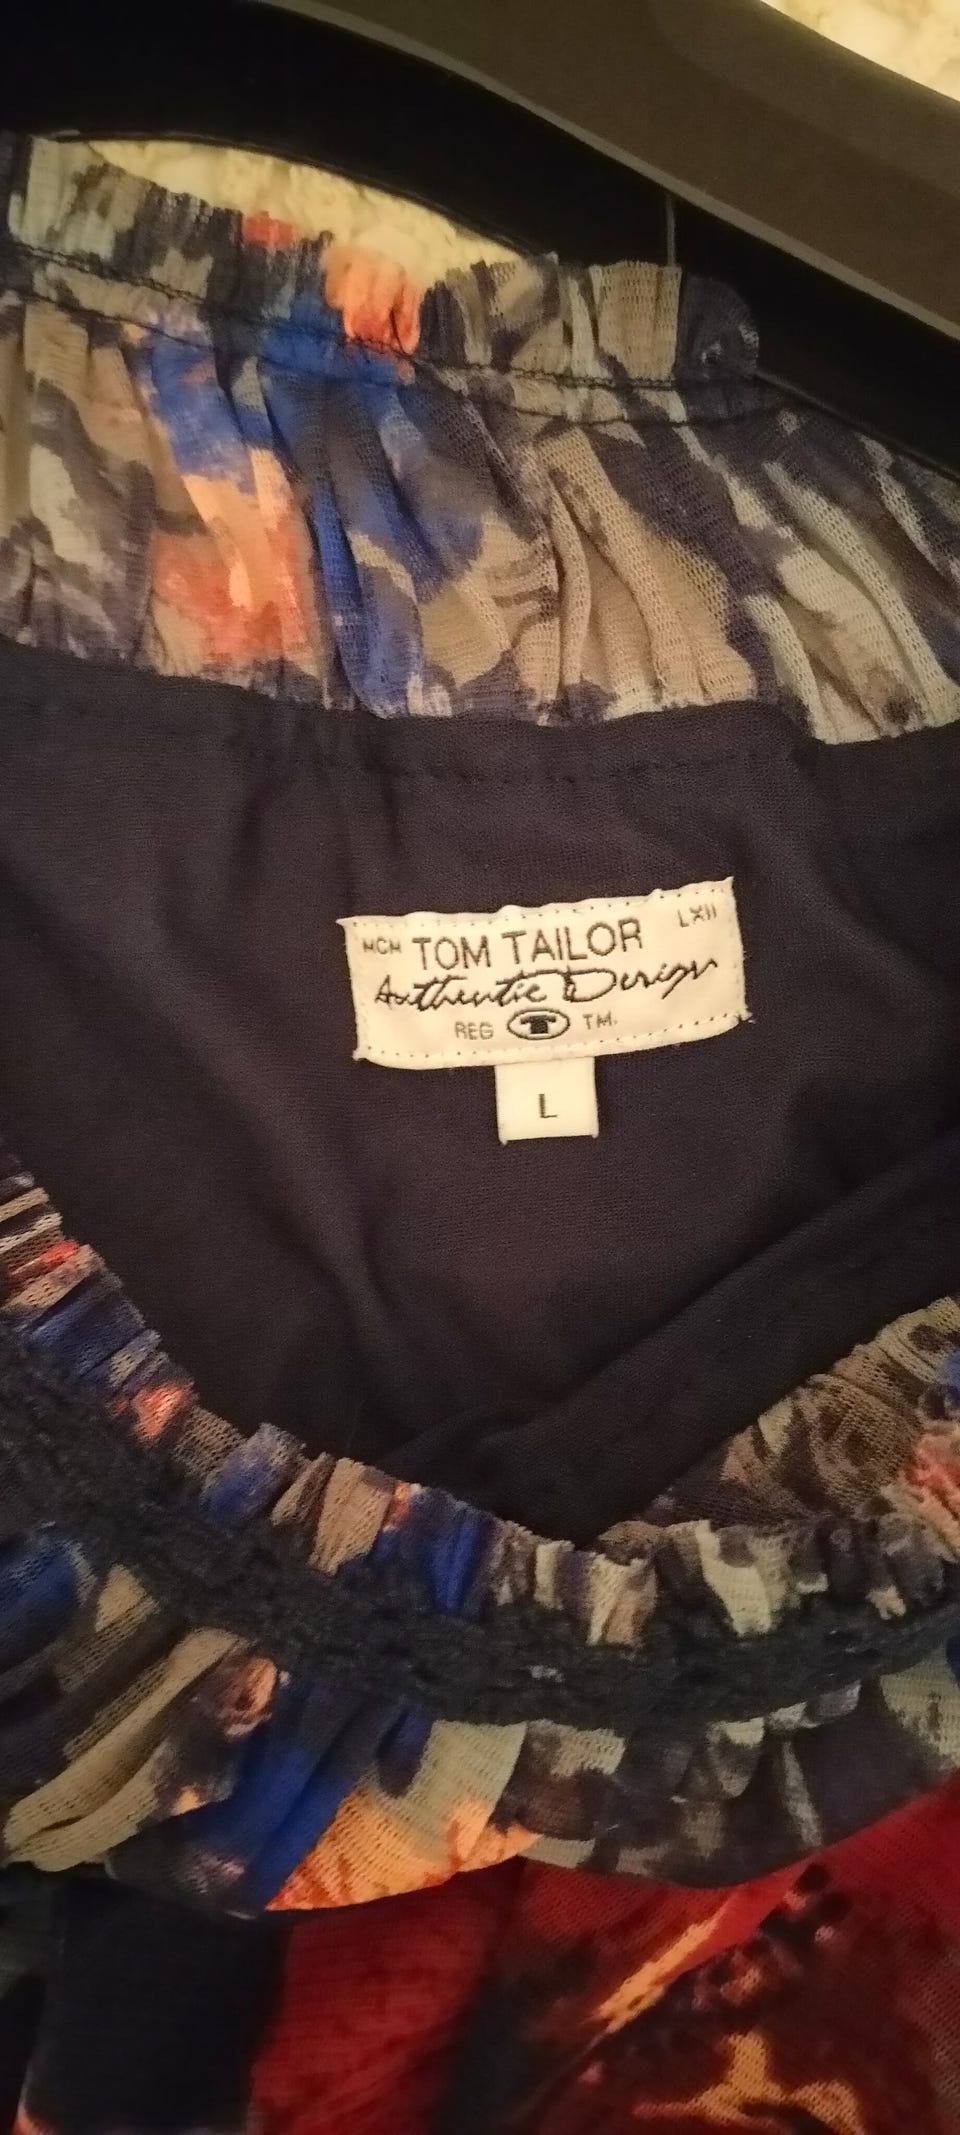 MCM TOM TAILOR LXII
Authentic Design
REG TM.
L